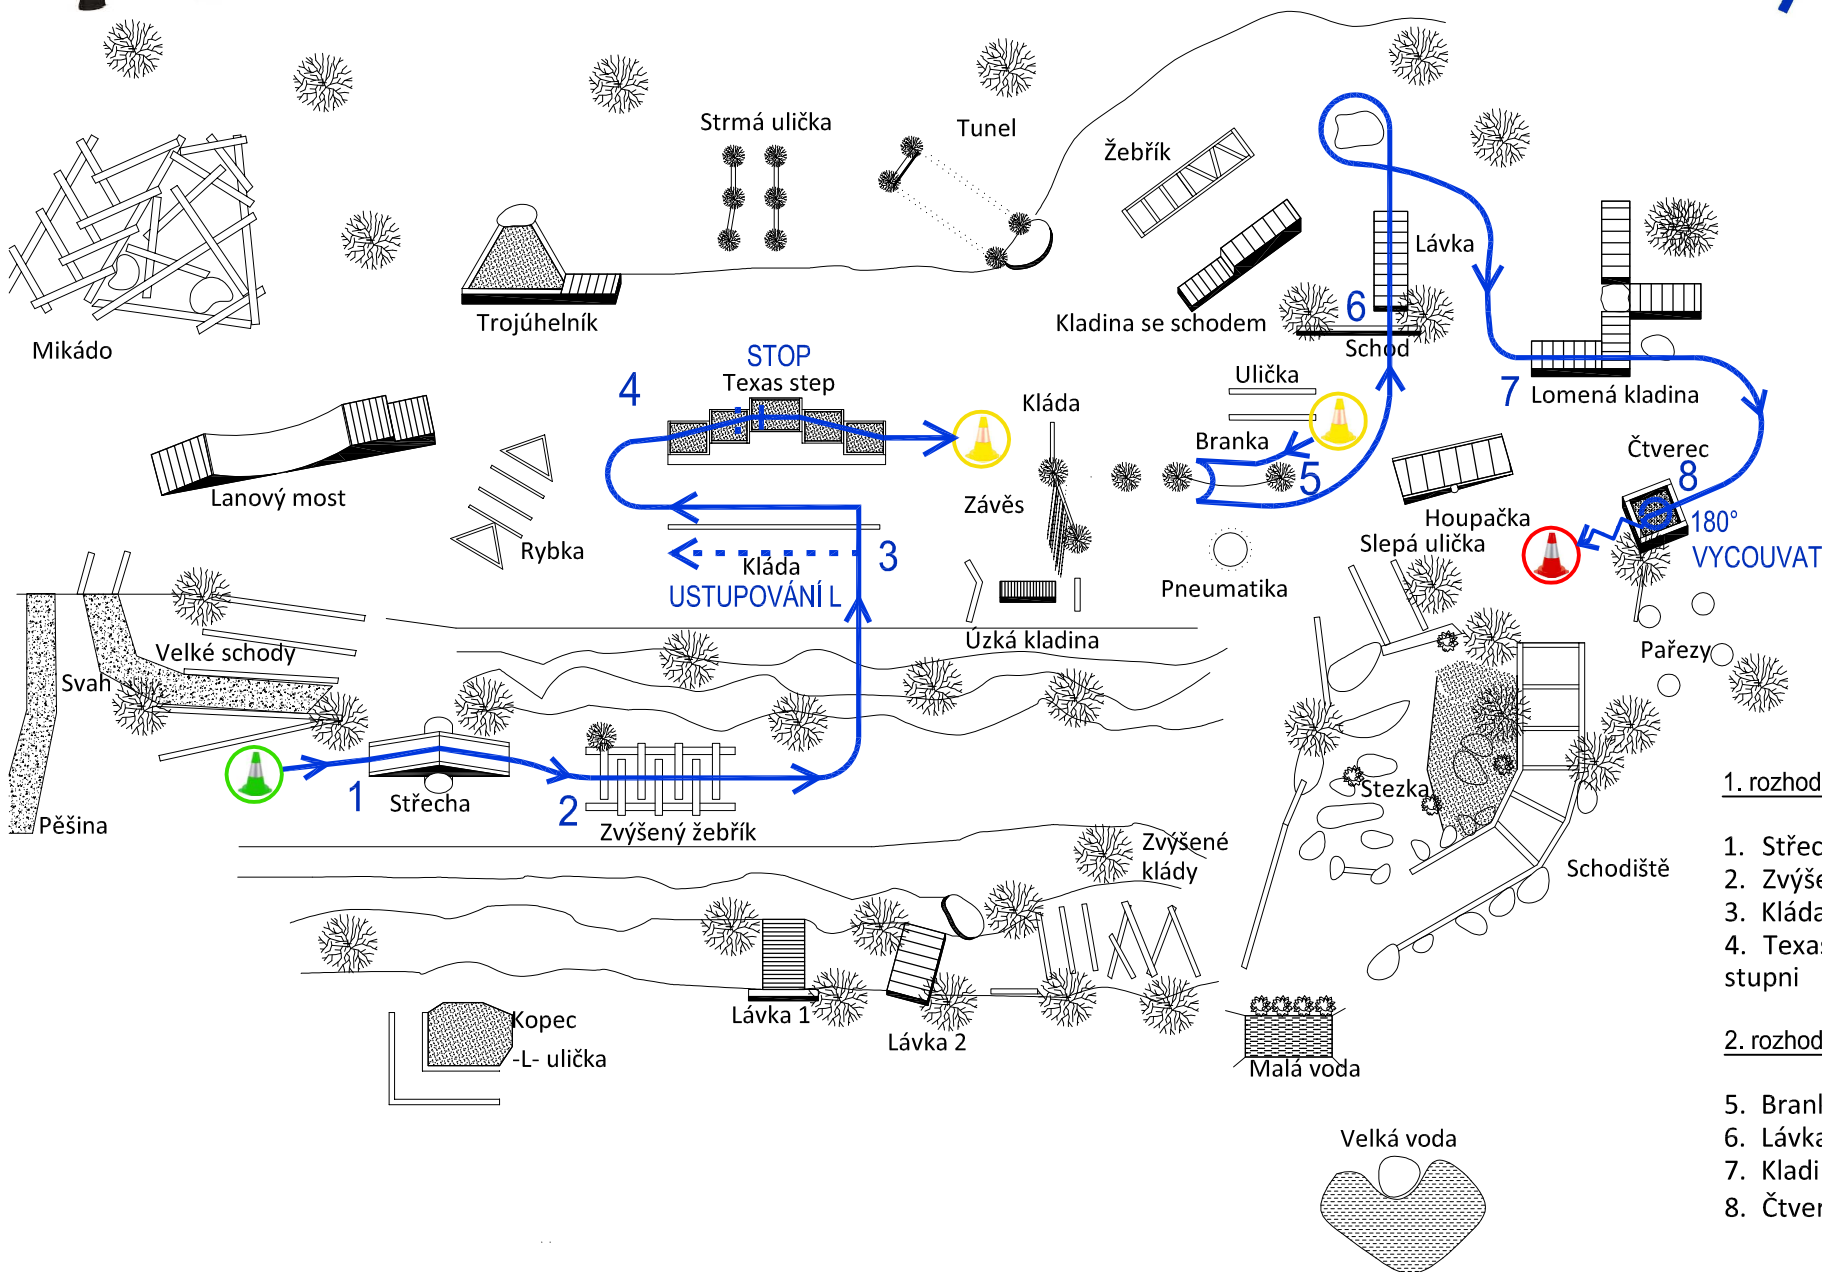 Strmá ulička
Tunel
Žebřík
Lávka
Mikádo
Trojúhelník
Kladina se schodem
6
Schod
STOP
4
Texas step
Kláda
Ulička
7
Lomená kladina
Branka
5
Čtverec
8
Lanový most
Rybka
Závěs
Houpačka
180°
VYCOUVAT
Slepá ulička
3
Kláda
USTUPOVÁNÍ L
Pneumatika
Úzká kladina
Velké schody
Svah
Pařezy
1
Střecha
2
Zvýšený žebřík
Pěšina
Stezka
Zvýšené
klády
Schodiště
Lávka 1
Lávka 2
Kopec
-L- ulička
Malá voda
Velká voda
1. rozhod
1. Střec
2. Zvýše
3. Kláda
4. Texas
stupni
2. rozhod
5. Bran
6. Lávka
7. Kladi
8. Čtver